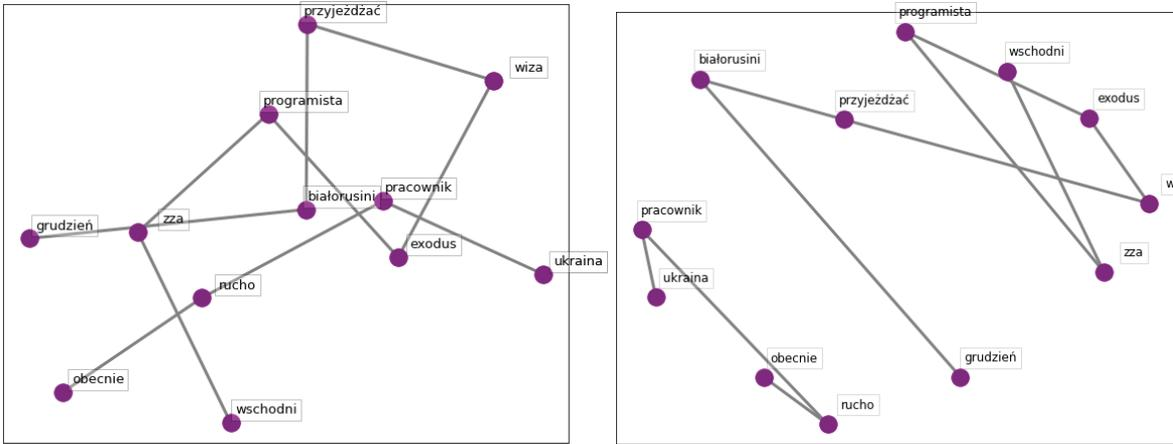 przyjeżdżać
wiza
programista
białorusini
pracownik
grudzień
zza
exodus
ukraina
rucho
obecnie
wschodni
programista
wschodni
białorusini
przyjeżdżać
exodus
w
pracownik
zza
ukraina
obecnie
grudzień
rucho